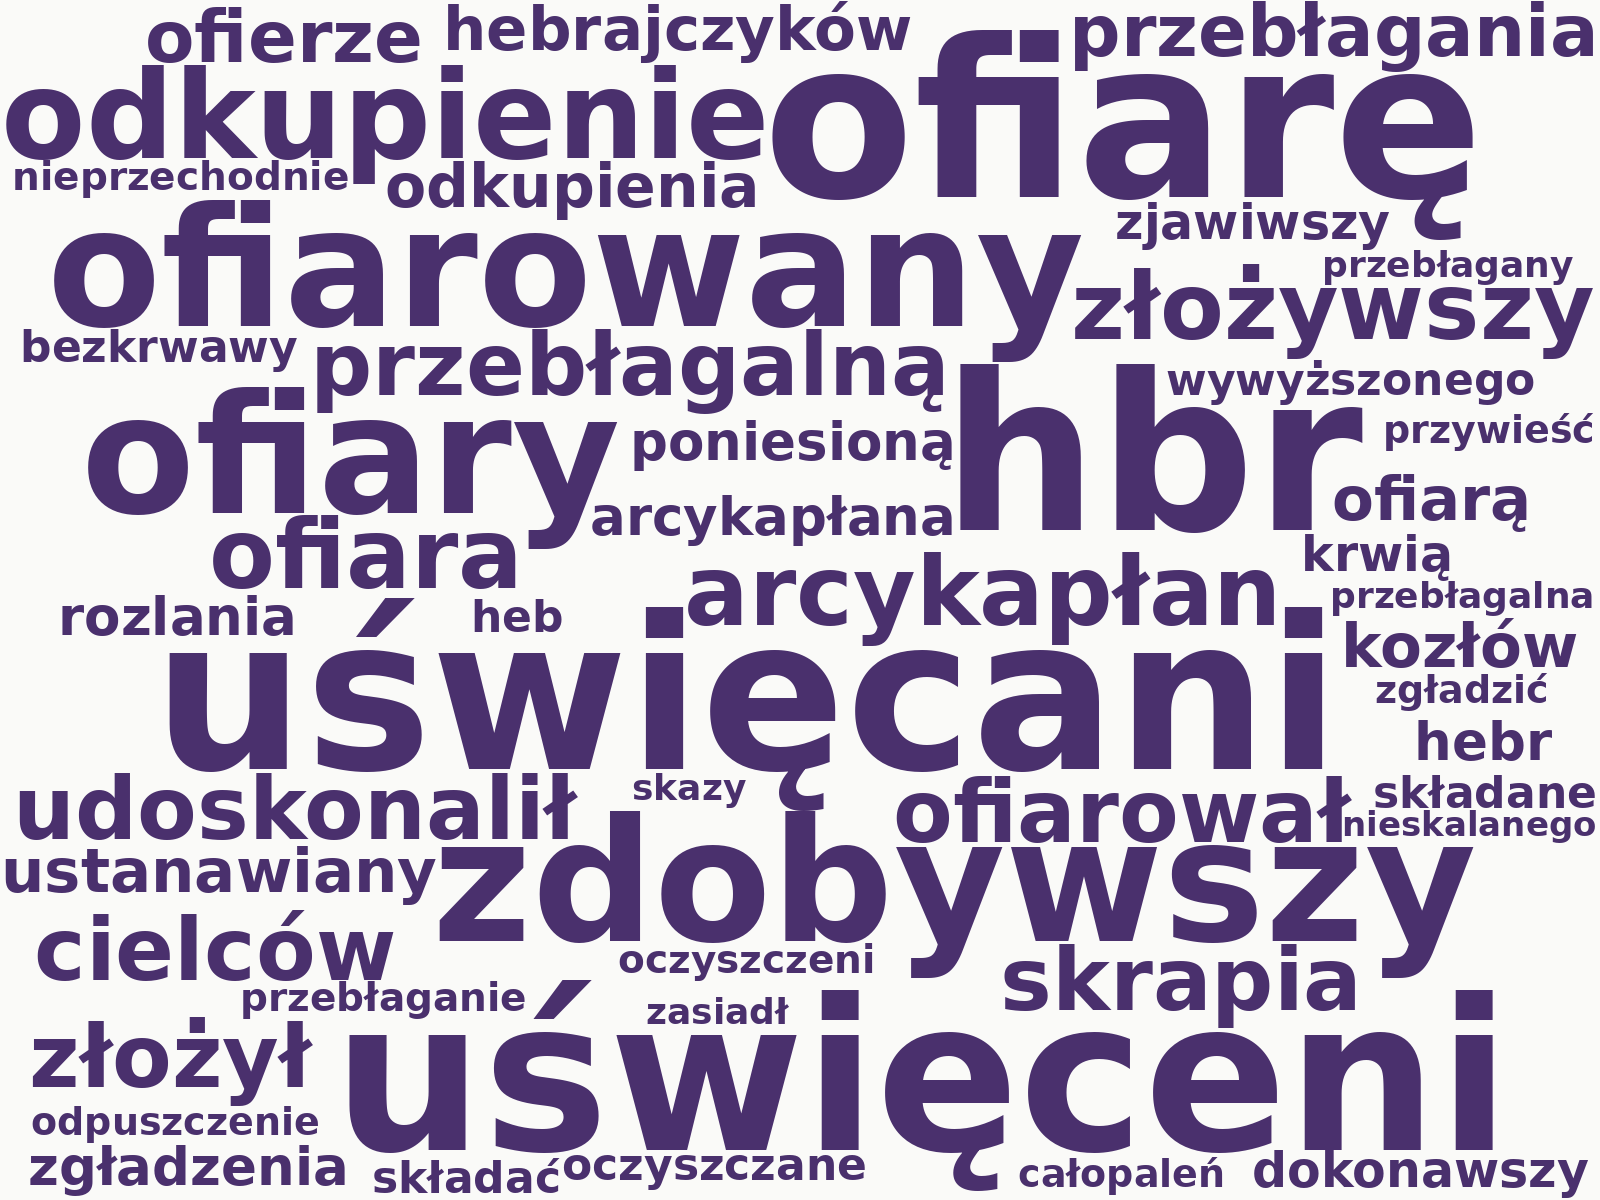 ofierze hebrajczyków przebłagania
odkupienie ofiarę
nieprzechodnie odkupienia
zjawiwszy
ofiarowany
przebłagany
złożywszy
bezkrwawy przebłagalną
hbr wywyższonego
ofiary poniesioną przywieść
arcykapłana ofiarą
ofiara krwią
arcykapłan
rozlania heb przebłagalna
uświęcani kozłów
zgładzić
hebr
udoskonalił skazy ofiarował składane
nieskalanego
ustanawiany zdobywszy
cielców oczyszczeni skrapia
przebłaganie zasiadł
złożył uświęceni
odpuszczenie
zgładzenia składać oczyszczane całopaleń dokonawszy